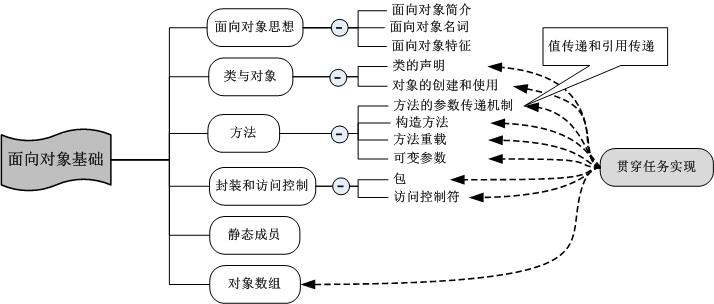 面向对象基础
面向对象思想
面向对象简介
面向对象名词
面向对象特征
类与对象
类的声明
对象的创建和使用
方法
方法的参数传递机制
构造方法
方法重载
可变参数
封装和访问控制
包
访问控制符
静态成员
对象数组
值传递和引用传递
贯穿任务实现